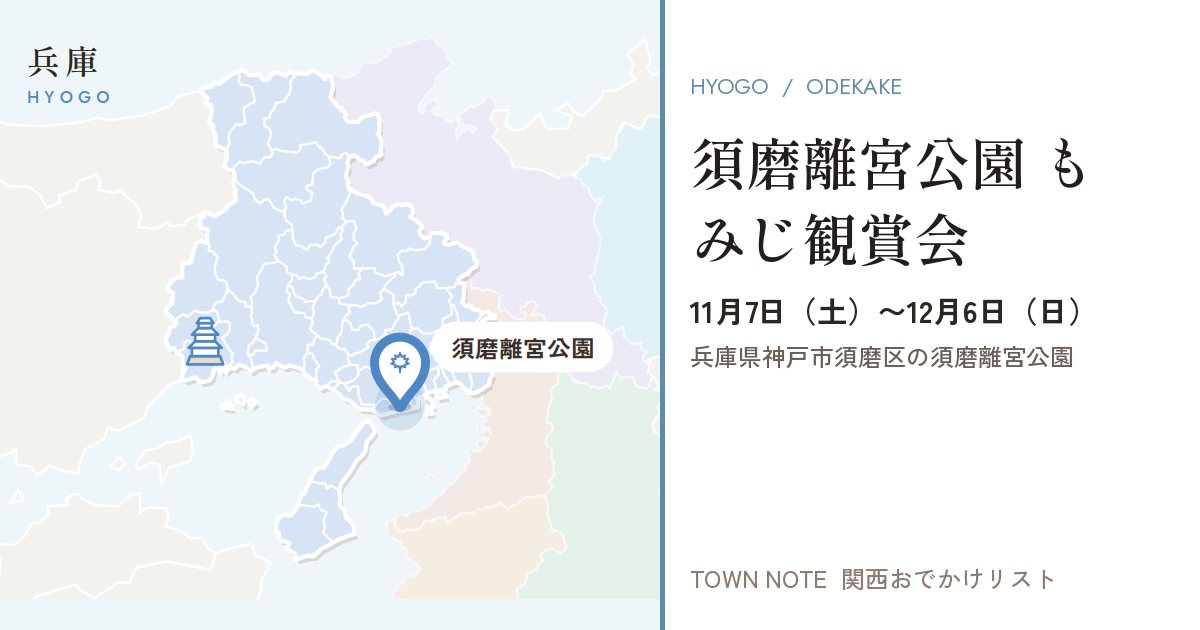 兵庫
HYOGO
須磨離宮公園
HYOGO / ODEKAKE
須磨離宮公園 も
みじ観賞会
11月7日（土）〜12月6日（日）
兵庫県神戸市須磨区の須磨離宮公園
TOWN NOTE 関西おでかけリスト